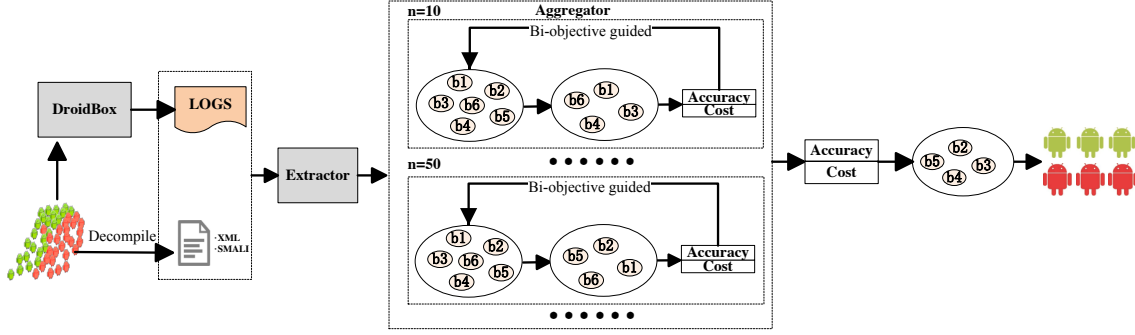 DroidBox
LOGS
Decompile
·XML
·SMALI
Extractor
Aggregator
n=10
Bi-objective guided
b1
b2
b3
b6
b5
b4
b1
b6
b3
b4
Accuracy
Cost
n=50
Bi-objective guided
b1
b2
b3
b6
b5
b4
b2
b5
b1
b6
Accuracy
Cost
Accuracy
Cost
b2
b5
b3
b4